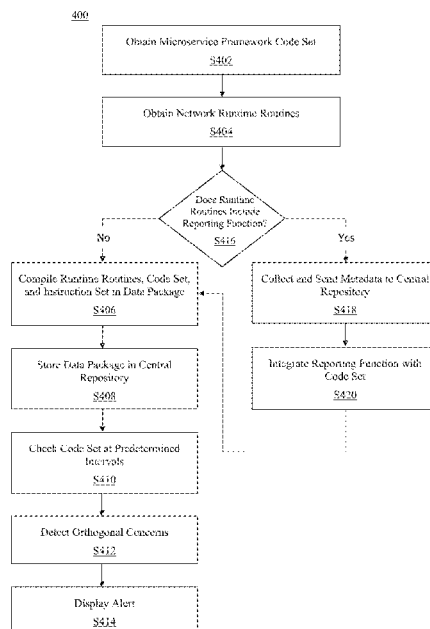 400
Obtain Microservice Framework Code Set
S402
Obtain Network Runtime Routines
S404
Does Runtime
Routines Include
Reporting Function?
S416
No
Yes
Compile Runtime Routines, Code Set,
and Instruction Set in Data Package
S406
Collect and Send Metadata to Central
Repository
S418
Store Data Package in Central
Repository
S408
Integrate Reporting Function with
Code Set
S420
Check Code Set at Predetermined
Intervals
S410
Detect Orthogonal Concerns
S412
Display Alert
S414